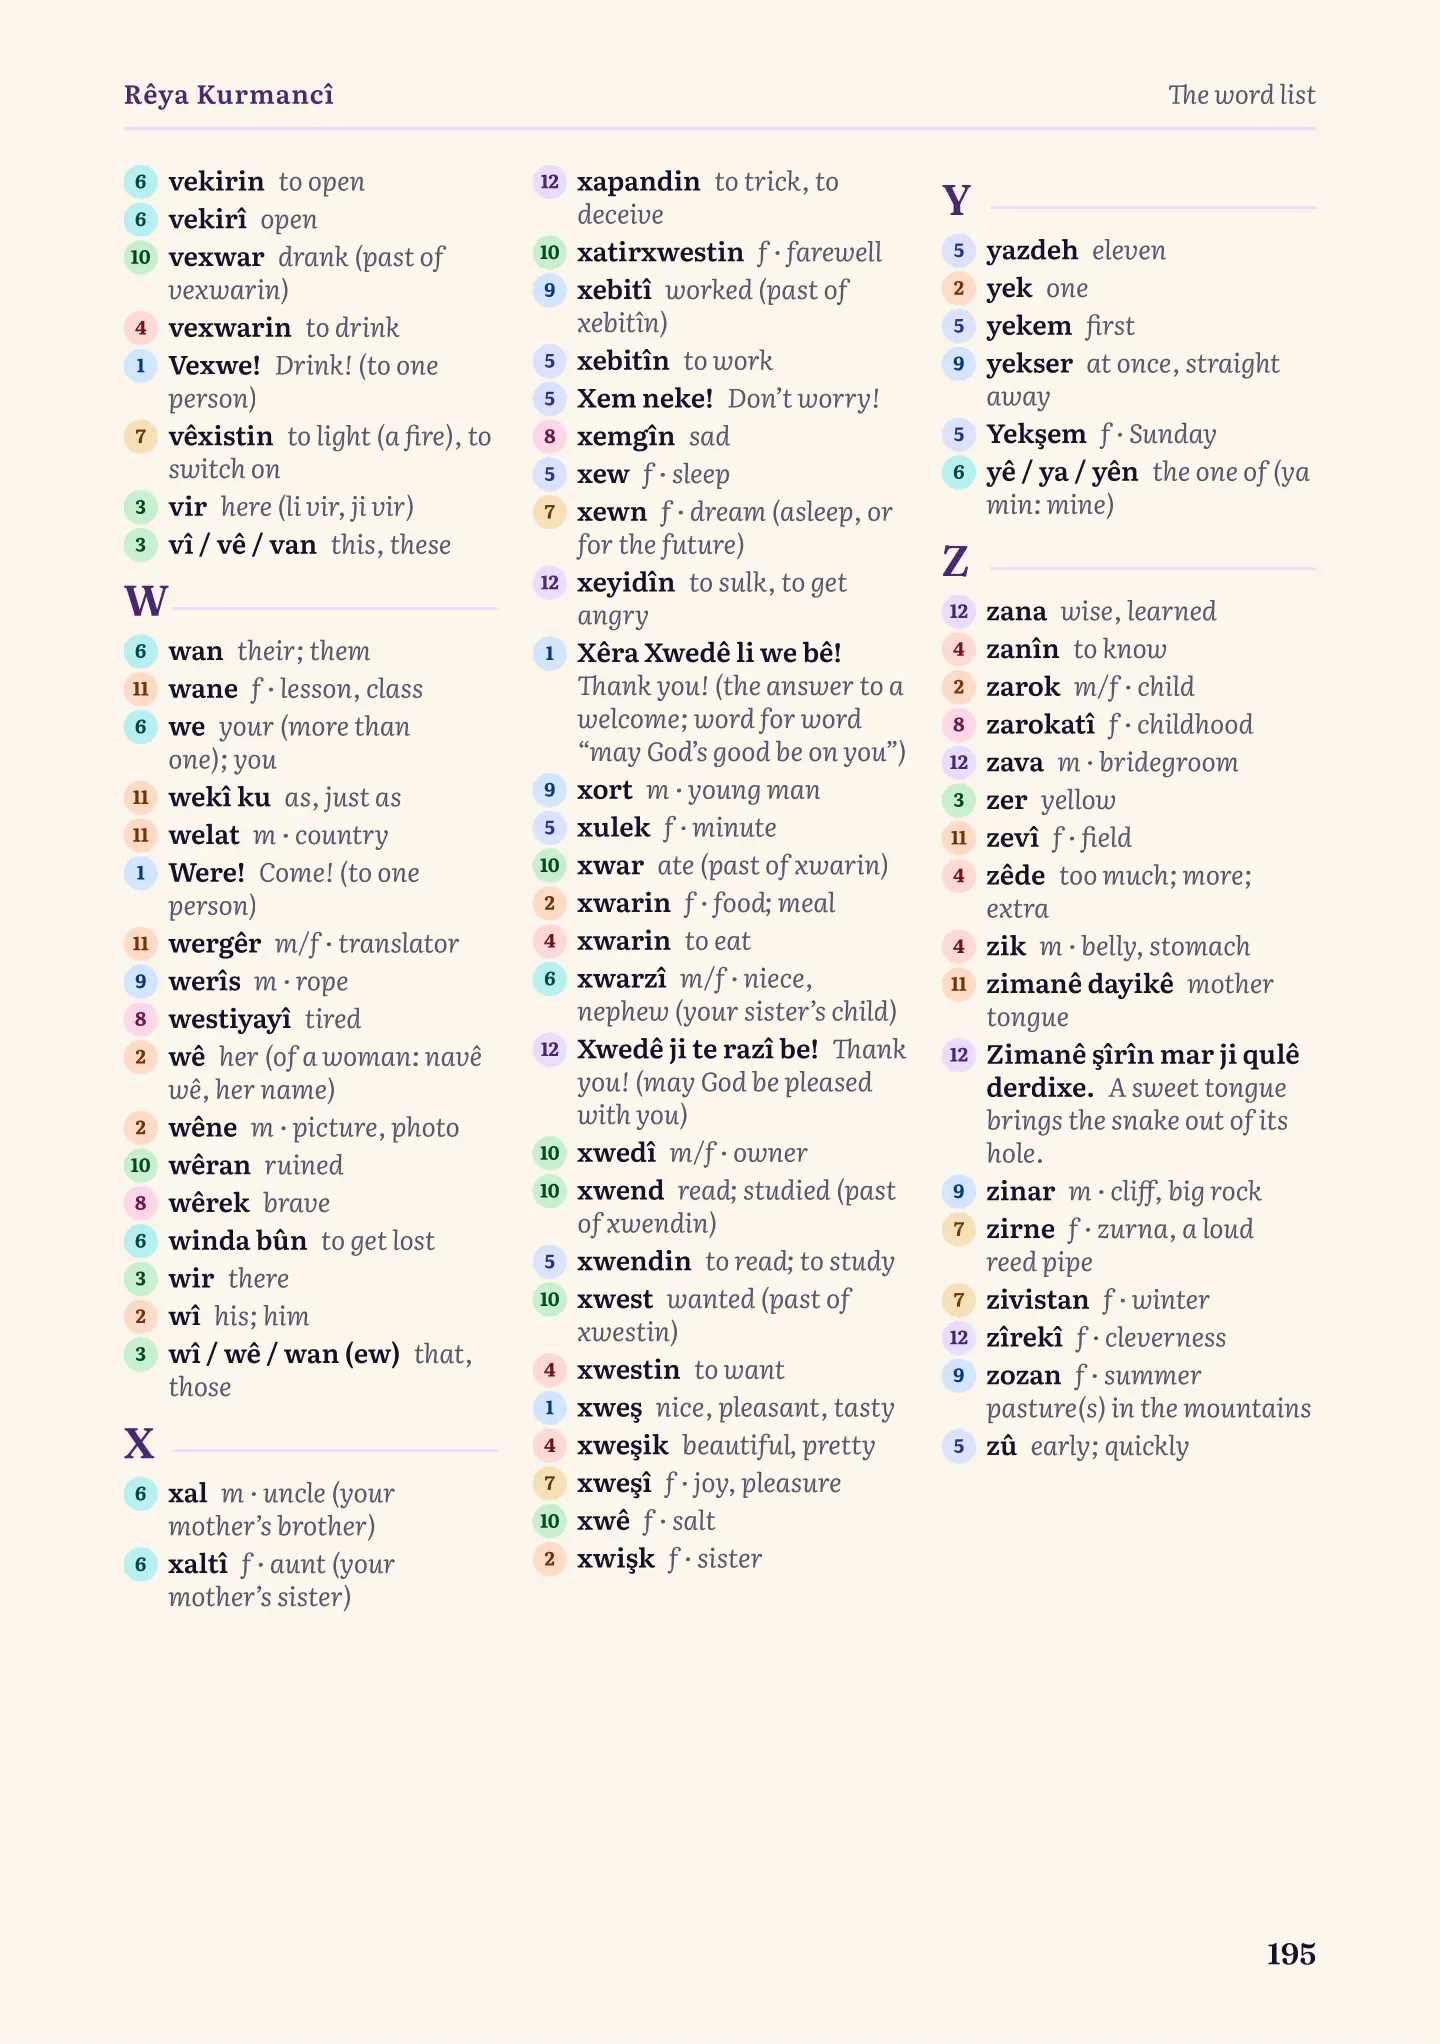 Rêya Kurmancî
The word list
6 vekirin to open
6 vekirî open
10 vexwar drank (past of
vexwarin)
4 vexwarin to drink
1 Vexwe! Drink! (to one
person)
7 vêxistin to light (a fire), to
switch on
3 vir here (li vir, ji vir)
3 vî / vê / van this, these
W
6 wan their; them
11 wane f · lesson, class
6 we your (more than
one); you
11 wekî ku as, just as
11 welat m · country
1 Were! Come! (to one
person)
11 wergêr m/f · translator
9 werîs m · rope
8 westiyayî tired
2 wê her (of a woman: navê
wê, her name)
2 wêne m · picture, photo
10 wêran ruined
8 wêrek brave
6 winda bûn to get lost
3 wir there
2 wî his; him
3 wî / wê / wan (ew) that,
those
X
6 xal m · uncle (your
mother’s brother)
6 xaltî f · aunt (your
mother’s sister)
12 xapandin to trick, to
deceive
10 xatirxwestin f · farewell
9 xebitî worked (past of
xebitîn)
5 xebitîn to work
5 Xem neke! Don’t worry!
8 xemgîn sad
5 xew f · sleep
7 xewn f · dream (asleep, or
for the future)
12 xeyidîn to sulk, to get
angry
1 Xêra Xwedê li we bê!
Thank you! (the answer to a
welcome; word for word
“may God’s good be on you”)
9 xort m · young man
5 xulek f · minute
10 xwar ate (past of xwarin)
2 xwarin f · food; meal
4 xwarin to eat
6 xwarzî m/f · niece,
nephew (your sister’s child)
12 Xwedê ji te razî be! Thank
you! (may God be pleased
with you)
10 xwedî m/f · owner
10 xwend read; studied (past
of xwendin)
5 xwendin to read; to study
10 xwest wanted (past of
xwestin)
4 xwestin to want
1 xweş nice, pleasant, tasty
4 xweşik beautiful, pretty
7 xweşî f · joy, pleasure
10 xwê f · salt
2 xwişk f · sister
Y
5 yazdeh eleven
2 yek one
5 yekem first
9 yekser at once, straight
away
5 Yekşem f · Sunday
6 yê / ya / yên the one of (ya
min: mine)
Z
12 zana wise, learned
4 zanîn to know
2 zarok m/f · child
8 zarokatî f · childhood
12 zava m · bridegroom
3 zer yellow
11 zevî f · field
4 zêde too much; more;
extra
4 zik m · belly, stomach
11 zimanê dayikê mother
tongue
12 Zimanê şîrîn mar ji qulê
derdixe. A sweet tongue
brings the snake out of its
hole.
9 zinar m · cliff, big rock
7 zirne f · zurna, a loud
reed pipe
7 zivistan f · winter
12 zîrekî f · cleverness
9 zozan f · summer
pasture(s) in the mountains
5 zû early; quickly
195